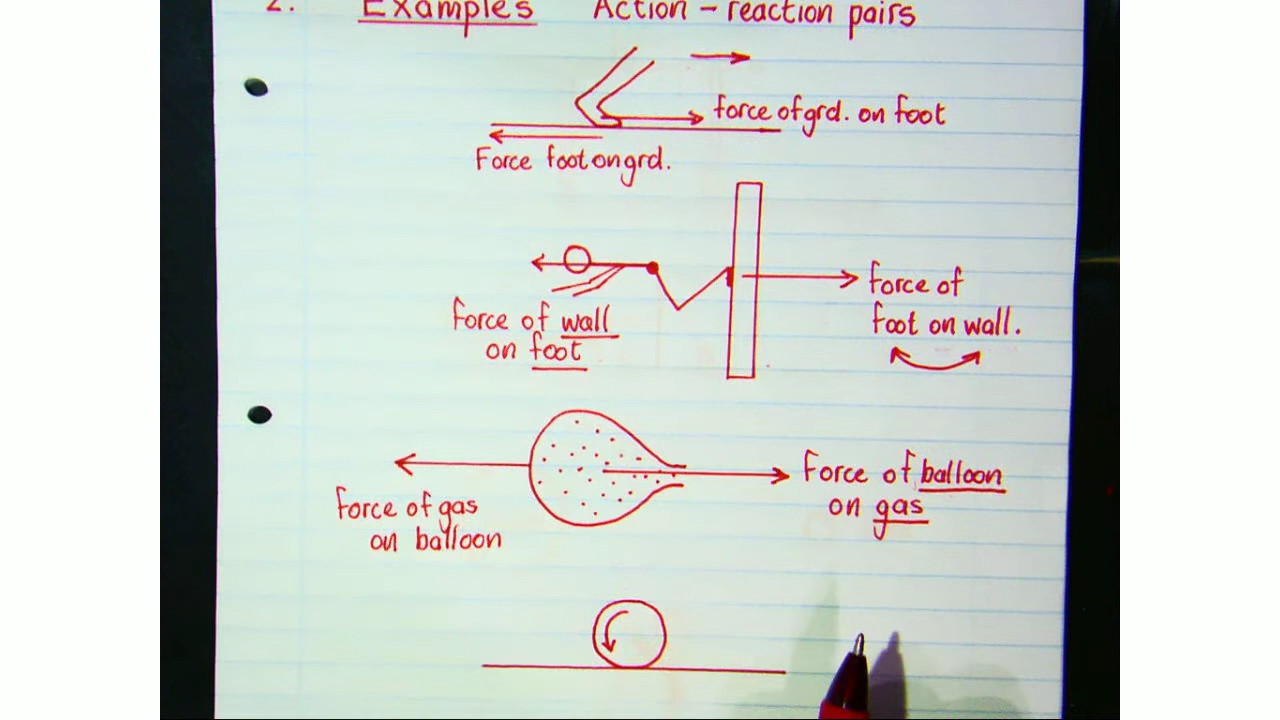 2. Examples Action - reaction pairs
force of grd. on foot
Force foot on grd.
force of wall
on foot
force of
foot on wall.
Force of balloon
on gas
force of gas
on balloon